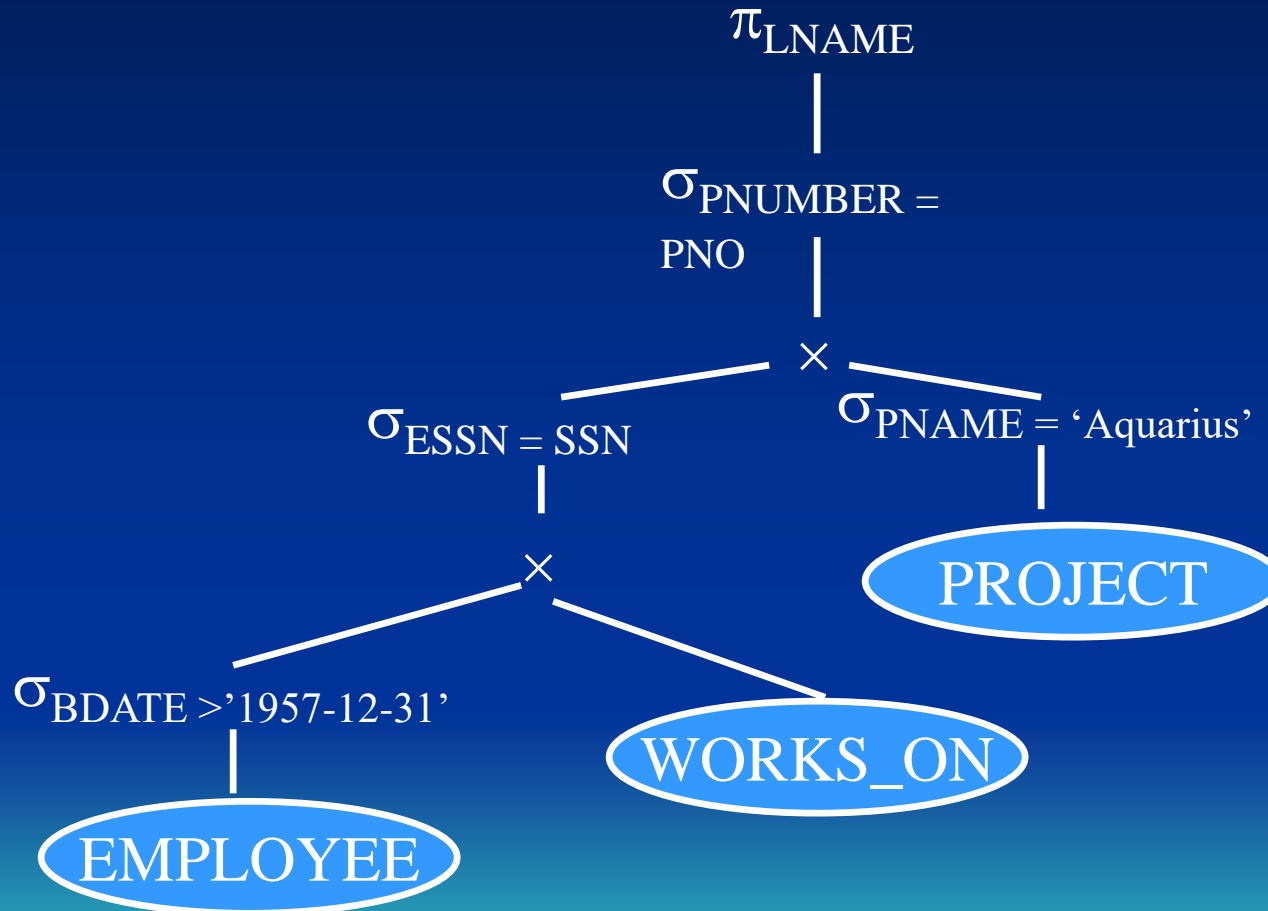 πLNAME
σPNUMBER =
PNO
×
σESSN = SSN
σPNAME = ‘Aquarius’
×
PROJECT
σBDATE >’1957-12-31’
WORKS_ON
EMPLOYEE